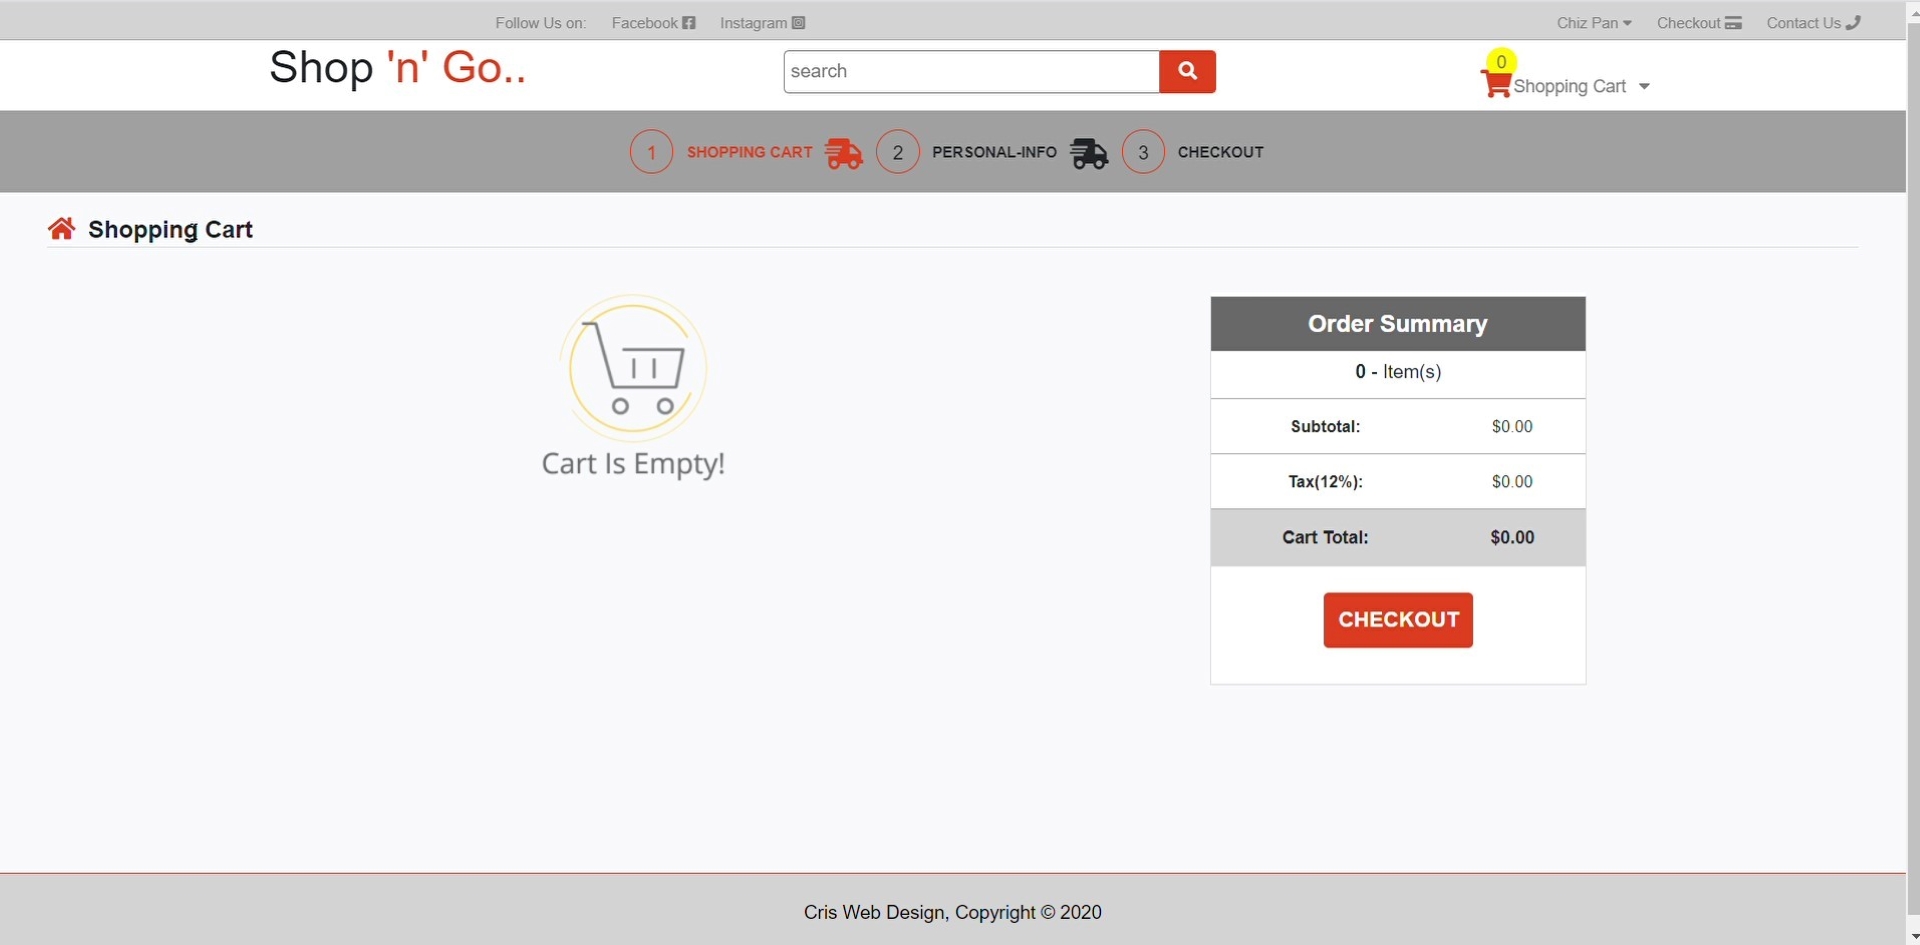 Follow Us on: Facebook Instagram Chiz Pan Checkout Contact Us
Shop 'n' Go..
search
0
Shopping Cart
1 SHOPPING CART 2 PERSONAL-INFO 3 CHECKOUT
Shopping Cart
Cart Is Empty!
Order Summary
0 - Item(s)
Subtotal: $0.00
Tax(12%): $0.00
Cart Total: $0.00
CHECKOUT
Cris Web Design, Copyright © 2020